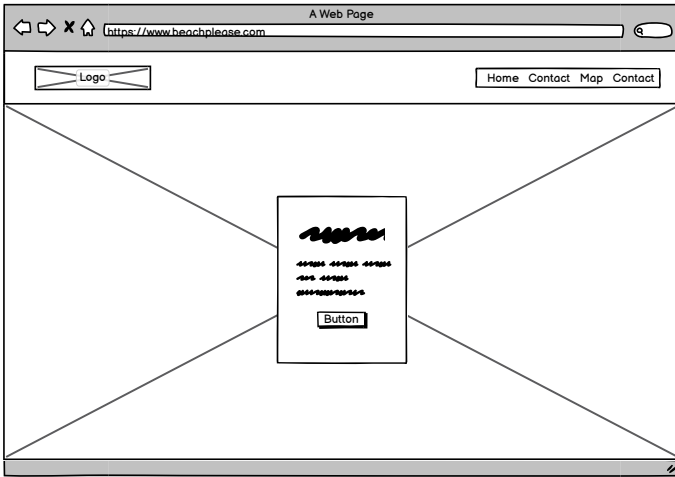 A Web Page
https://www.beachplease.com
Logo
Home Contact Map Contact
Button